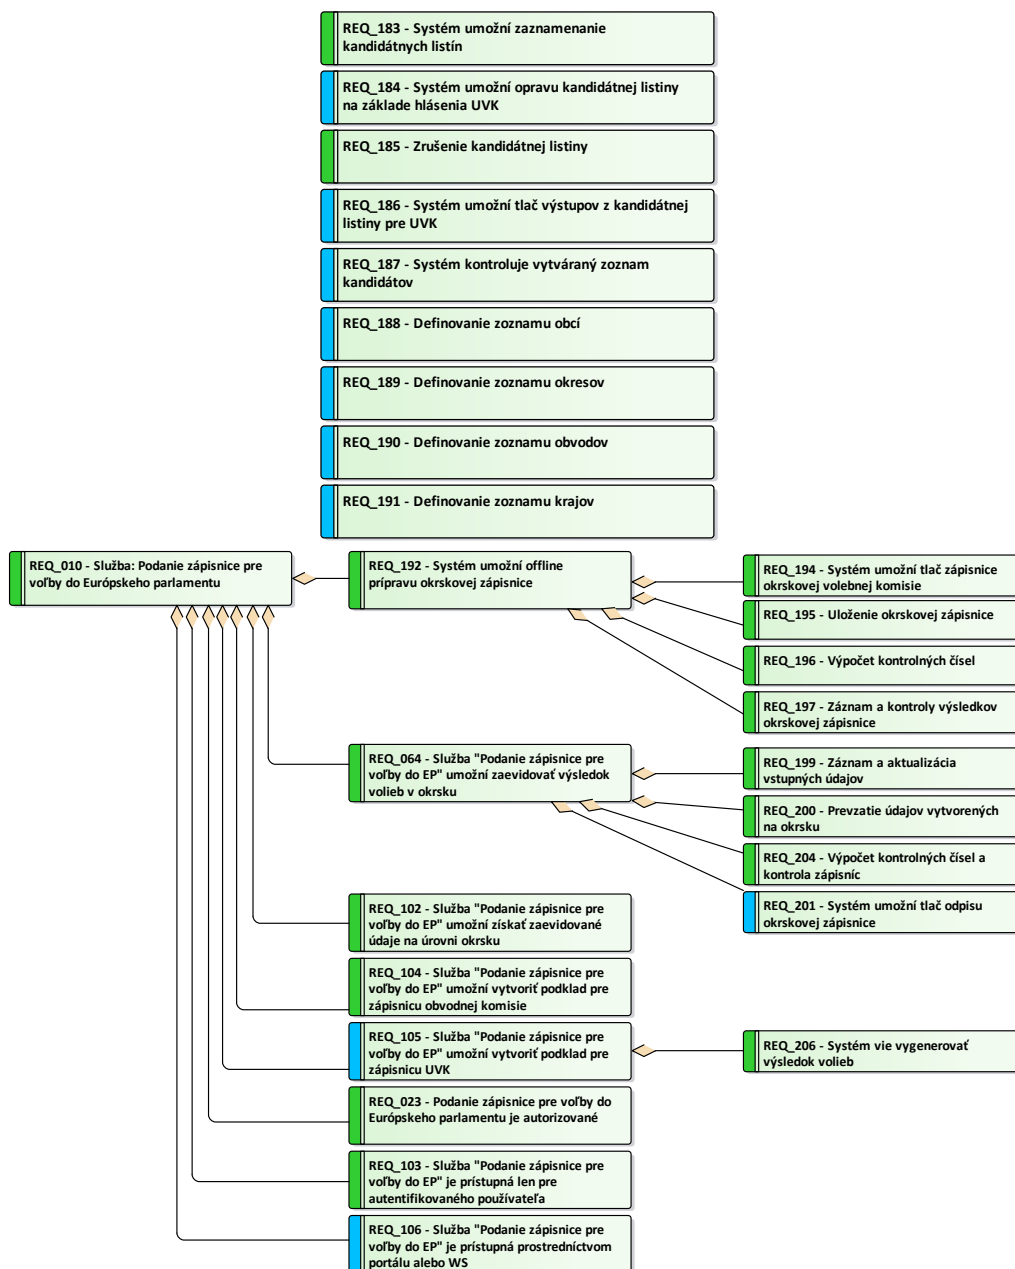 REQ_183 - Systém umožní zaznamenanie
kandidátnych listín
REQ_184 - Systém umožní opravu kandidátnej listiny
na základe hlásenia UVK
REQ_185 - Zrušenie kandidátnej listiny
REQ_186 - Systém umožní tlač výstupov z kandidátnej
listiny pre UVK
REQ_187 - Systém kontroluje vytváraný zoznam
kandidátov
REQ_188 - Definovanie zoznamu obcí
REQ_189 - Definovanie zoznamu okresov
REQ_190 - Definovanie zoznamu obvodov
REQ_191 - Definovanie zoznamu krajov
REQ_010 - Služba: Podanie zápisnice pre
voľby do Európskeho parlamentu
REQ_192 - Systém umožní offline
prípravu okrskovej zápisnice
REQ_194 - Systém umožní tlač zápisnice
okrskovej volebnej komisie
REQ_195 - Uloženie okrskovej zápisnice
REQ_196 - Výpočet kontrolných čísel
REQ_197 - Záznam a kontroly výsledkov
okrskovej zápisnice
REQ_064 - Služba "Podanie zápisnice pre
voľby do EP" umožní zaevidovať výsledok
volieb v okrsku
REQ_199 - Záznam a aktualizácia
vstupných údajov
REQ_200 - Prevzatie údajov vytvorených
na okrsku
REQ_204 - Výpočet kontrolných čísel a
kontrola zápisníc
REQ_201 - Systém umožní tlač odpisu
okrskovej zápisnice
REQ_102 - Služba "Podanie zápisnice pre
voľby do EP" umožní získať zaevidované
údaje na úrovni okrsku
REQ_104 - Služba "Podanie zápisnice pre
voľby do EP" umožní vytvoriť podklad pre
zápisnicu obvodnej komisie
REQ_105 - Služba "Podanie zápisnice pre
voľby do EP" umožní vytvoriť podklad pre
zápisnicu UVK
REQ_206 - Systém vie vygenerovať
výsledok volieb
REQ_023 - Podanie zápisnice pre voľby do
Európskeho parlamentu je autorizované
REQ_103 - Služba "Podanie zápisnice pre
voľby do EP" je prístupná len pre
autentifikovaného používateľa
REQ_106 - Služba "Podanie zápisnice pre
voľby do EP" je prístupná prostredníctvom
portálu alebo WS